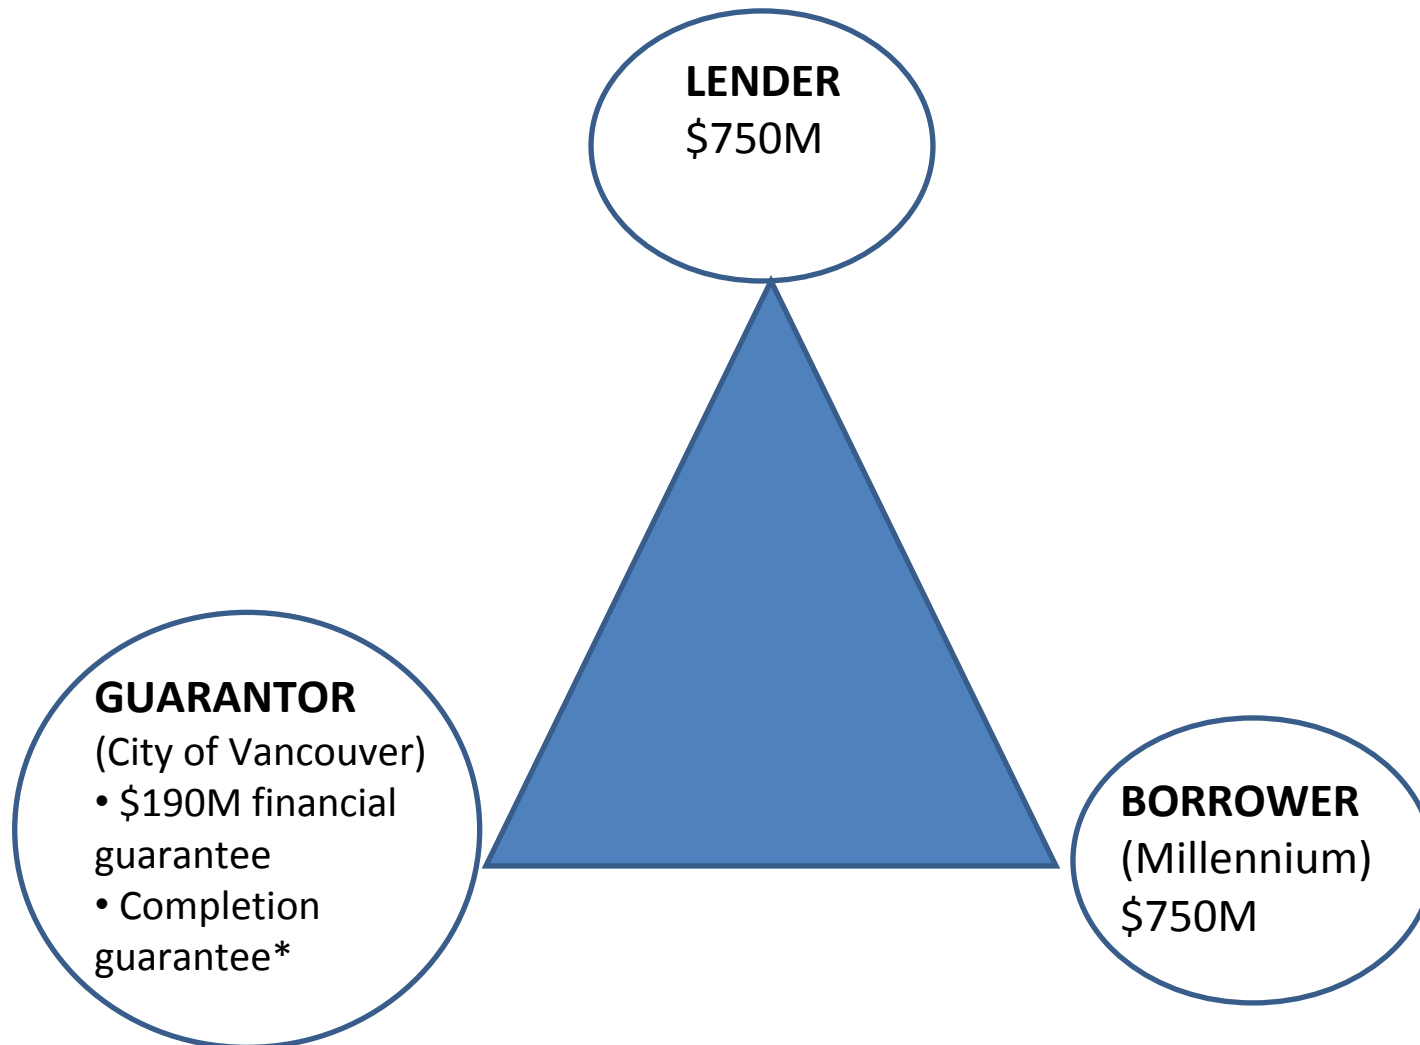 LENDER
$750M
GUARANTOR
(City of Vancouver)
• $190M financial
guarantee
• Completion
guarantee*
BORROWER
(Millennium)
$750M